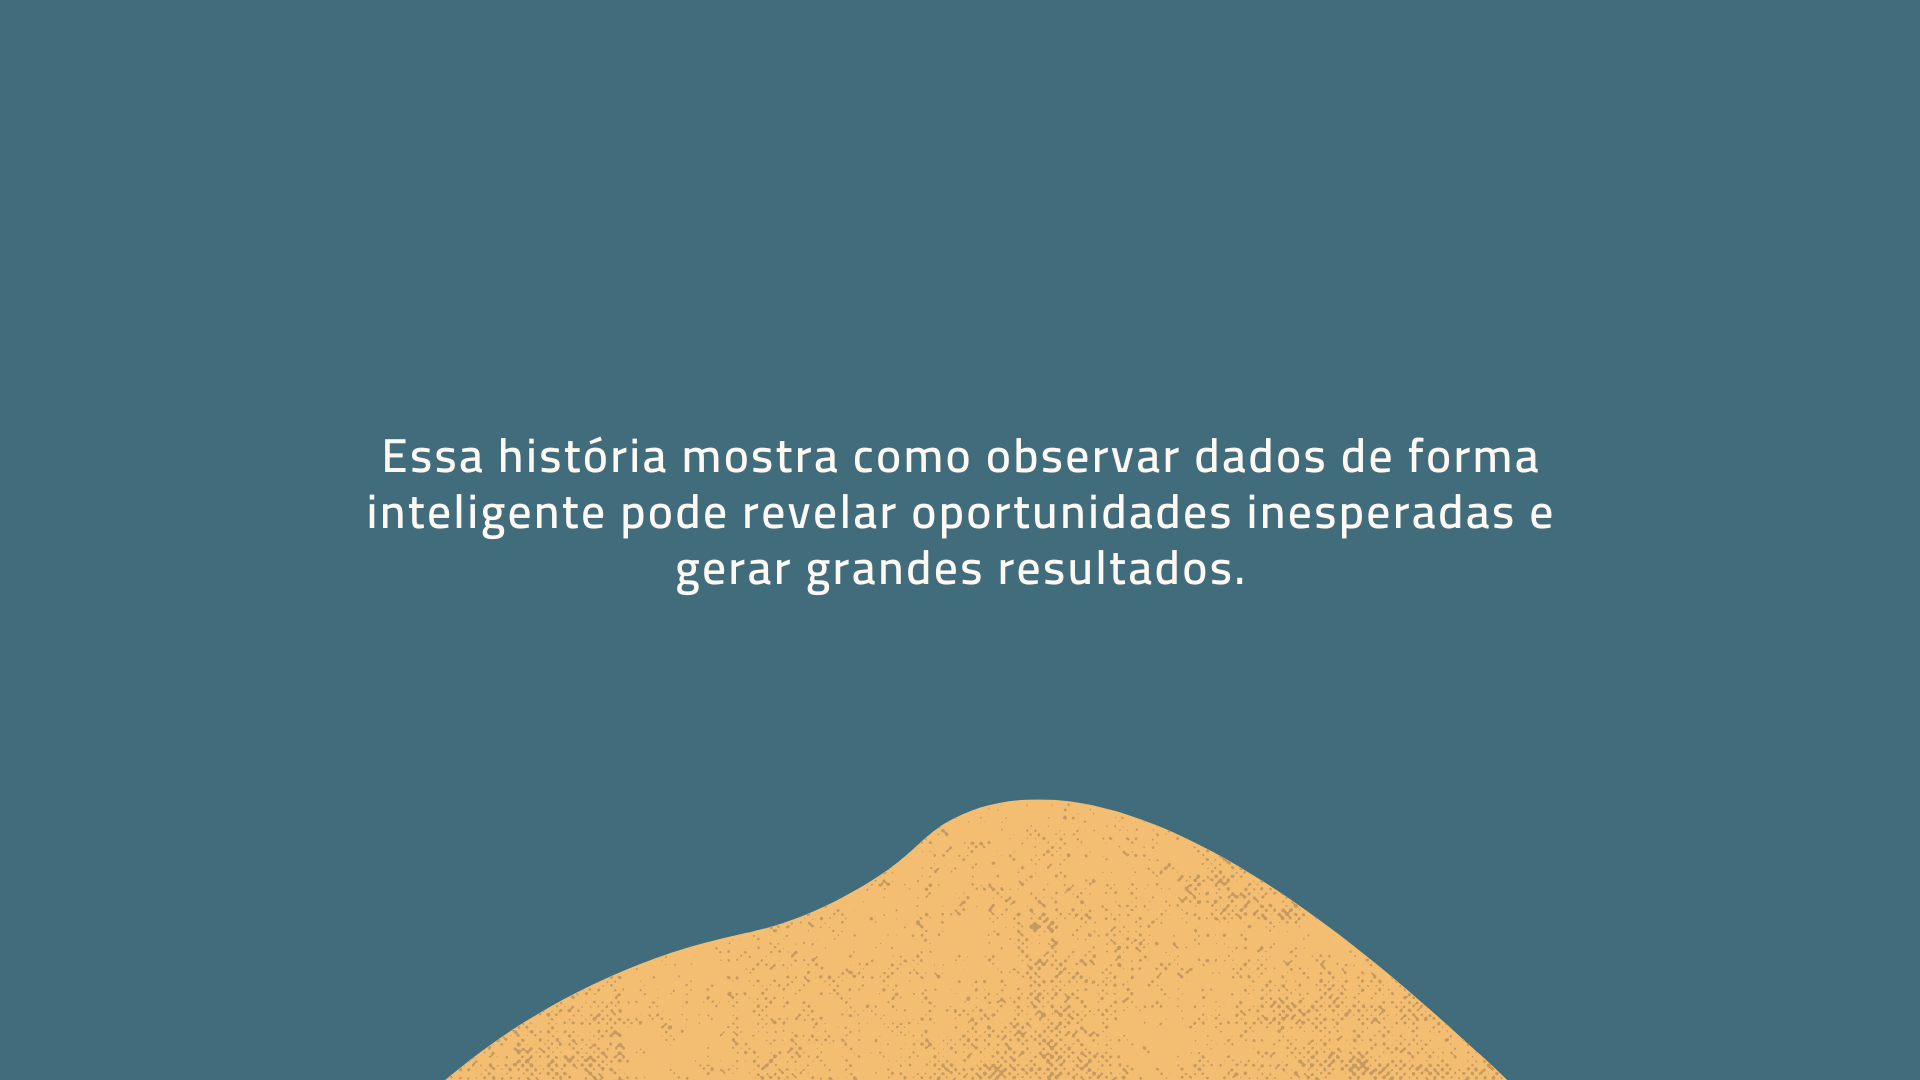 Essa história mostra como observar dados de forma
inteligente pode revelar oportunidades inesperadas e
gerar grandes resultados.